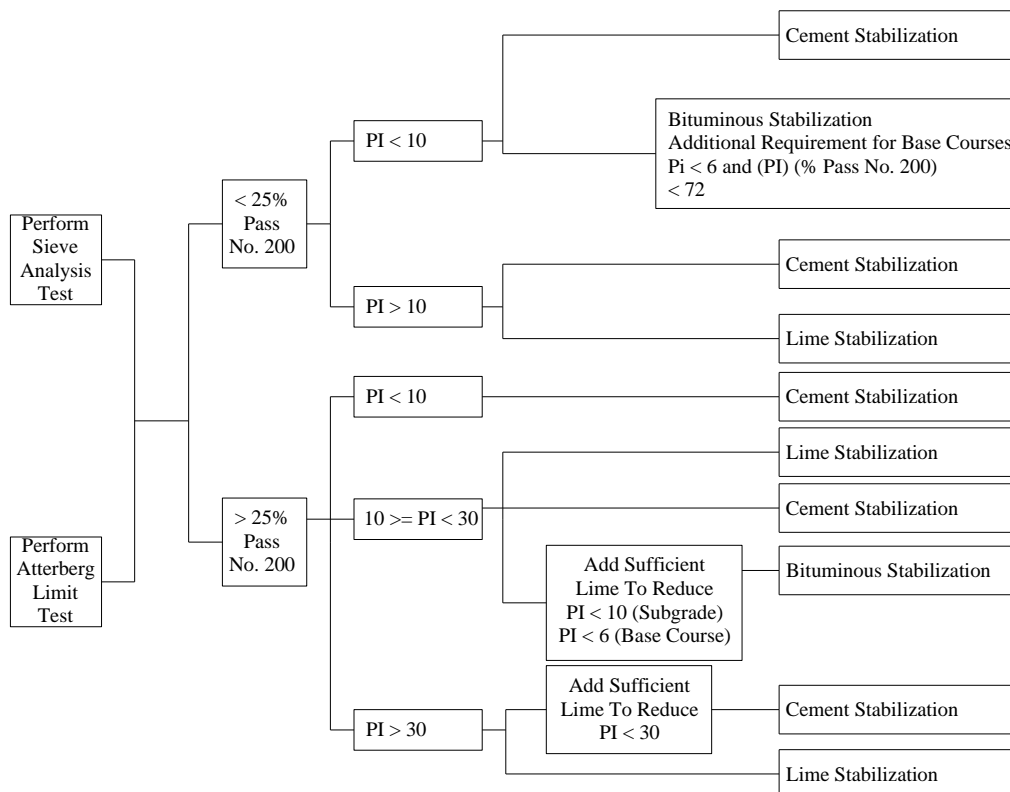 Perform
Sieve
Analysis
Test
Perform
Atterberg
Limit
Test
< 25%
Pass
No. 200
> 25%
Pass
No. 200
PI < 10
PI > 10
PI < 10
10 >= PI < 30
PI > 30
Cement Stabilization
Bituminous Stabilization
Additional Requirement for Base Courses
Pi < 6 and (PI) (% Pass No. 200)
< 72
Cement Stabilization
Lime Stabilization
Cement Stabilization
Lime Stabilization
Cement Stabilization
Add Sufficient
Lime To Reduce
PI < 10 (Subgrade)
PI < 6 (Base Course)
Bituminous Stabilization
Add Sufficient
Lime To Reduce
PI < 30
Cement Stabilization
Lime Stabilization